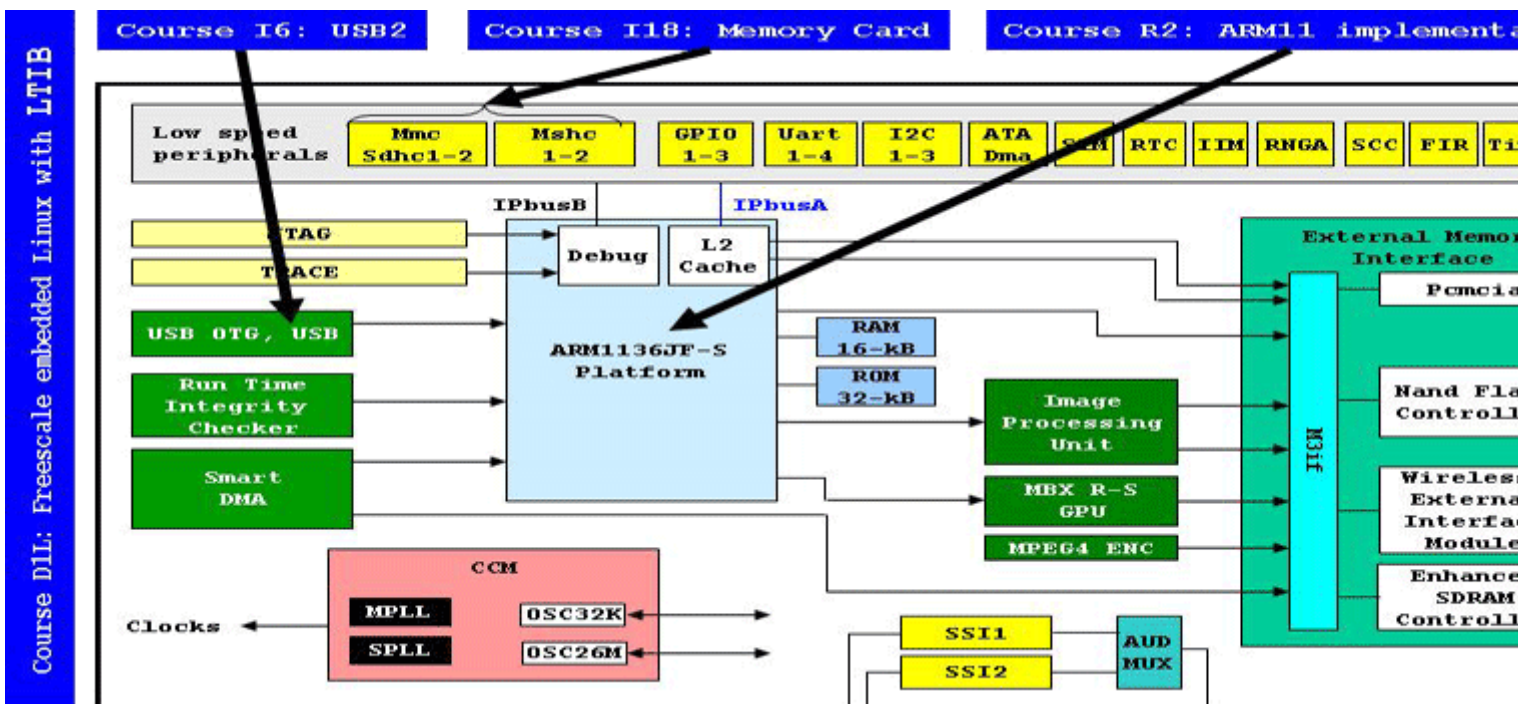 Course I6: USB2
Course I18: Memory Card
Course R2: ARM11 implementa
Course D1L: Freescale embedded Linux with LTIB
Low speed
peripherals
Mmc
Sdhc1-2
Mshc
1-2
GPIO
1-3
Uart
1-4
I2C
1-3
ATA
Dma
RTC
IIM
RNGA
SCC
FIR
Ti
IPbusB
IPbusA
JTAG
TRACE
Debug
L2
Cache
USB OTG, USB
Run Time
Integrity
Checker
Smart
DMA
ARM1136JF-S
Platform
RAM
16-kB
ROM
32-kB
Image
Processing
Unit
MBX R-S
GPU
MPEG4 ENC
External Memor
Interface
M3if
Pcmcia
Nand Fla
Controll
Wireless
Externa
Interfac
Module
Enhance
SDRAM
Controll
CCM
MPLL
SPLL
OSC32K
OSC26M
Clocks
SSI1
SSI2
AUD
MUX